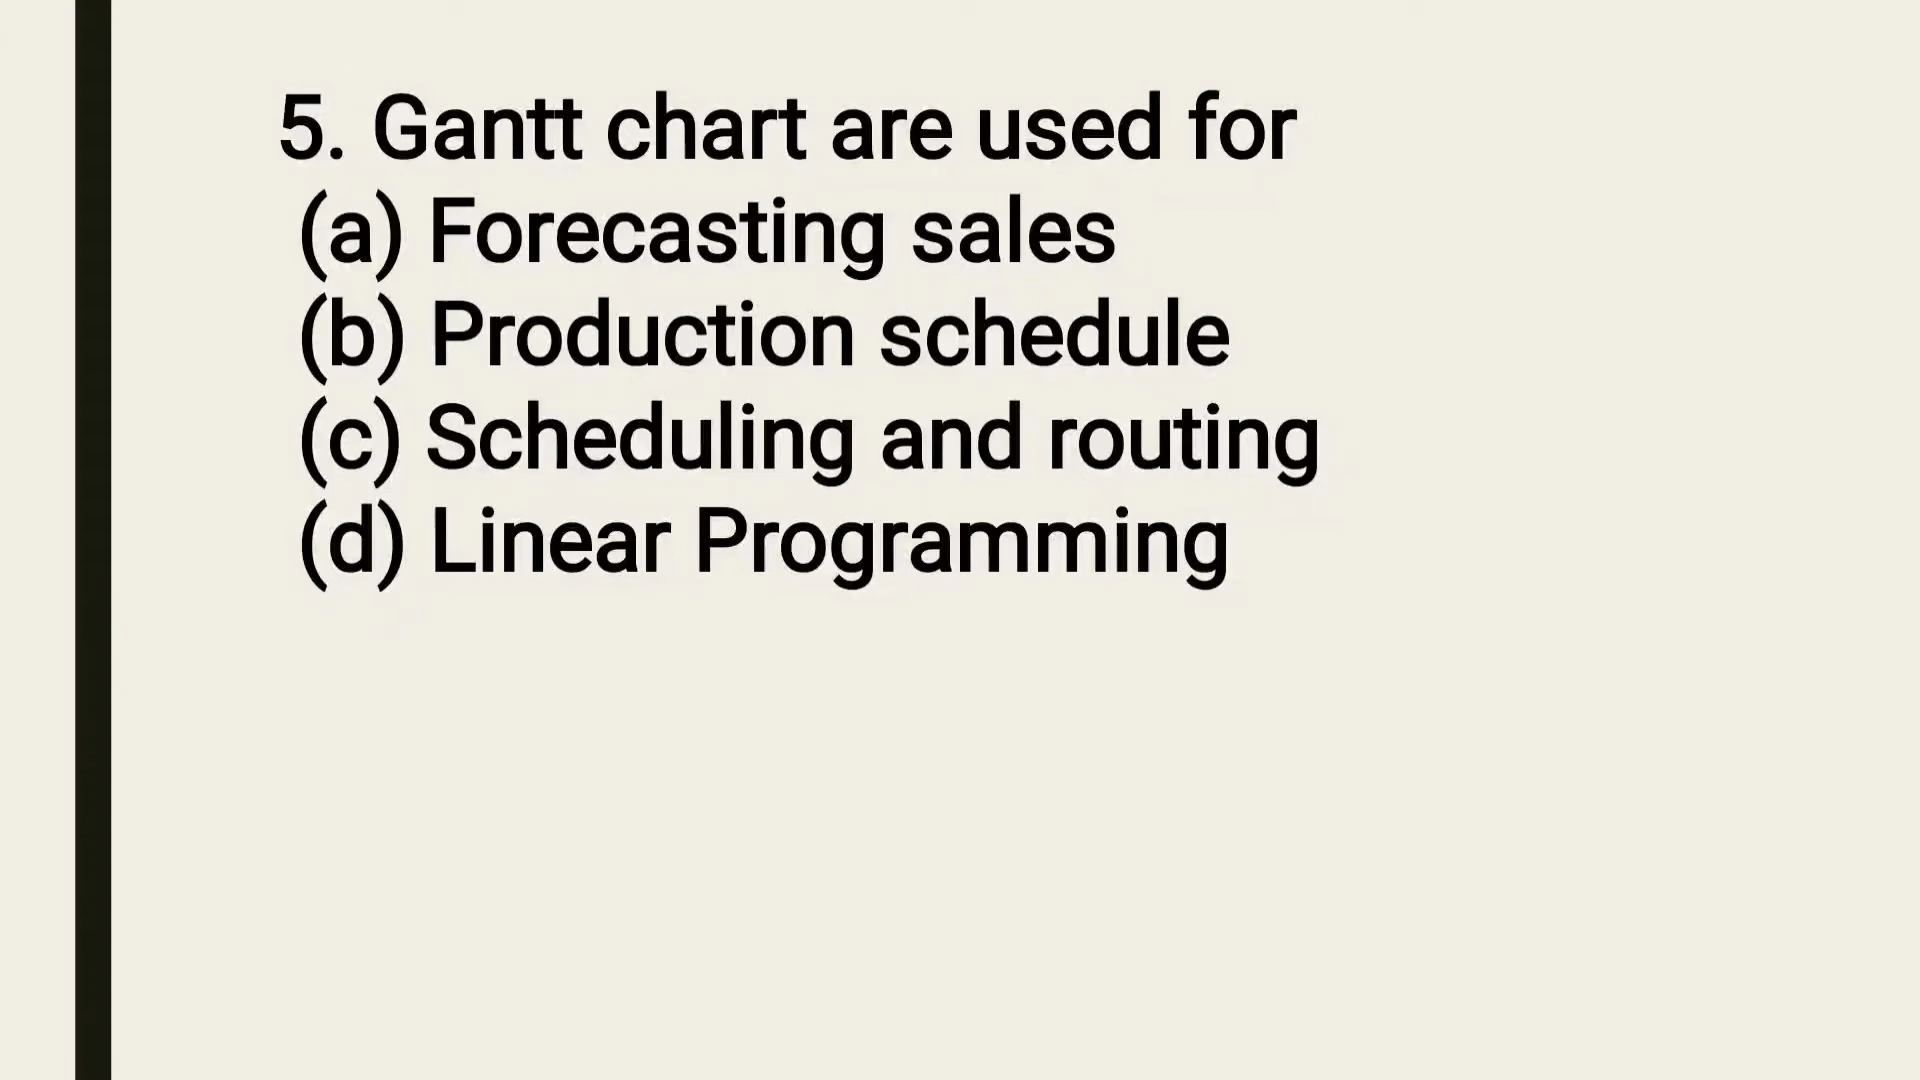 5. Gantt chart are used for
(a) Forecasting sales
(b) Production schedule
(c) Scheduling and routing
(d) Linear Programming